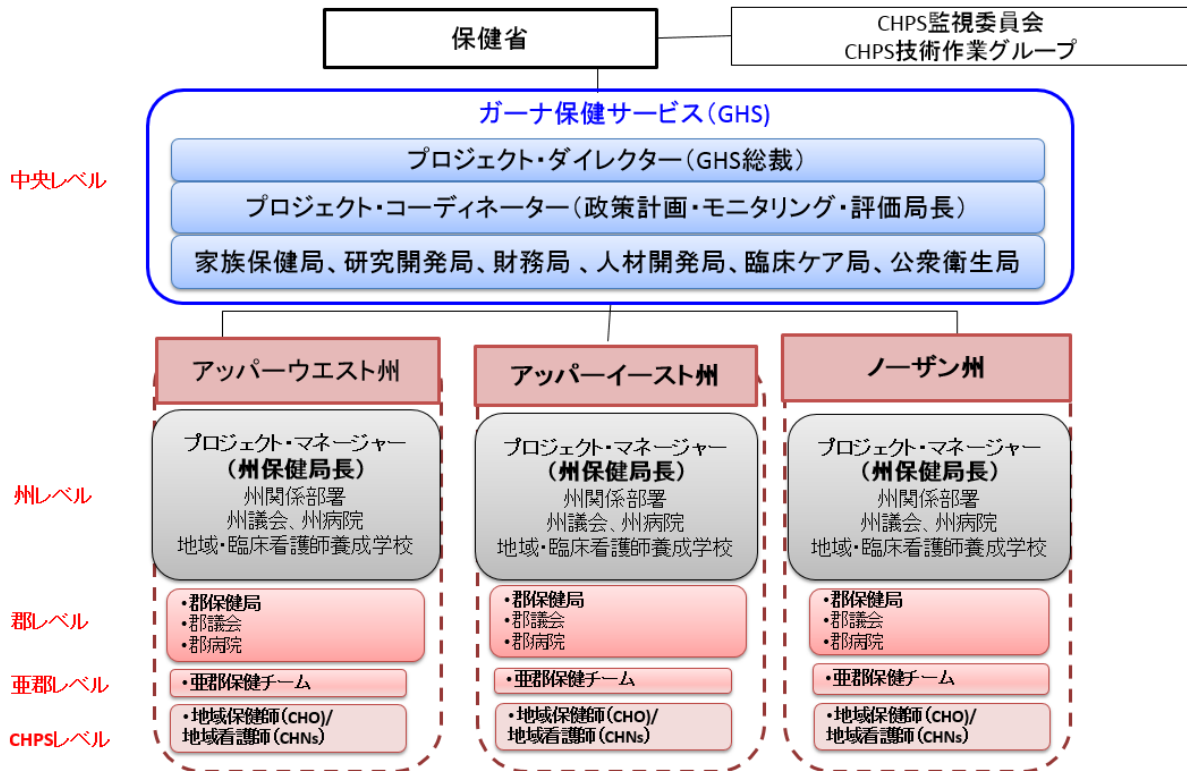 保健省
CHPS監視委員会
CHPS技術作業グループ
ガーナ保健サービス(GHS)
中央レベル
プロジェクト・ダイレクター(GHS総裁)
プロジェクト・コーディネーター(政策計画・モニタリング・評価局長)
家族保健局、研究開発局、財務局、人材開発局、臨床ケア局、公衆衛生局
アッパーウエスト州
アッパーイースト州
ノーザン州
州レベル
プロジェクト・マネージャー
(州保健局長)
州関係部署
州議会、州病院
地域・臨床看護師養成学校
プロジェクト・マネージャー
(州保健局長)
州関係部署
州議会、州病院
地域・臨床看護師養成学校
プロジェクト・マネージャー
(州保健局長)
州関係部署
州議会、州病院
地域・臨床看護師養成学校
郡レベル
・郡保健局
・郡議会
・郡病院
・郡保健局
・郡議会
・郡病院
・郡保健局
・郡議会
・郡病院
亜郡レベル
・亜郡保健チーム
・亜郡保健チーム
・亜郡保健チーム
CHPSレベル
・地域保健師(CHO)/
地域看護師(CHNs)
・地域保健師(CHO)/
地域看護師(CHNs)
・地域保健師(CHO)/
地域看護師(CHNs)